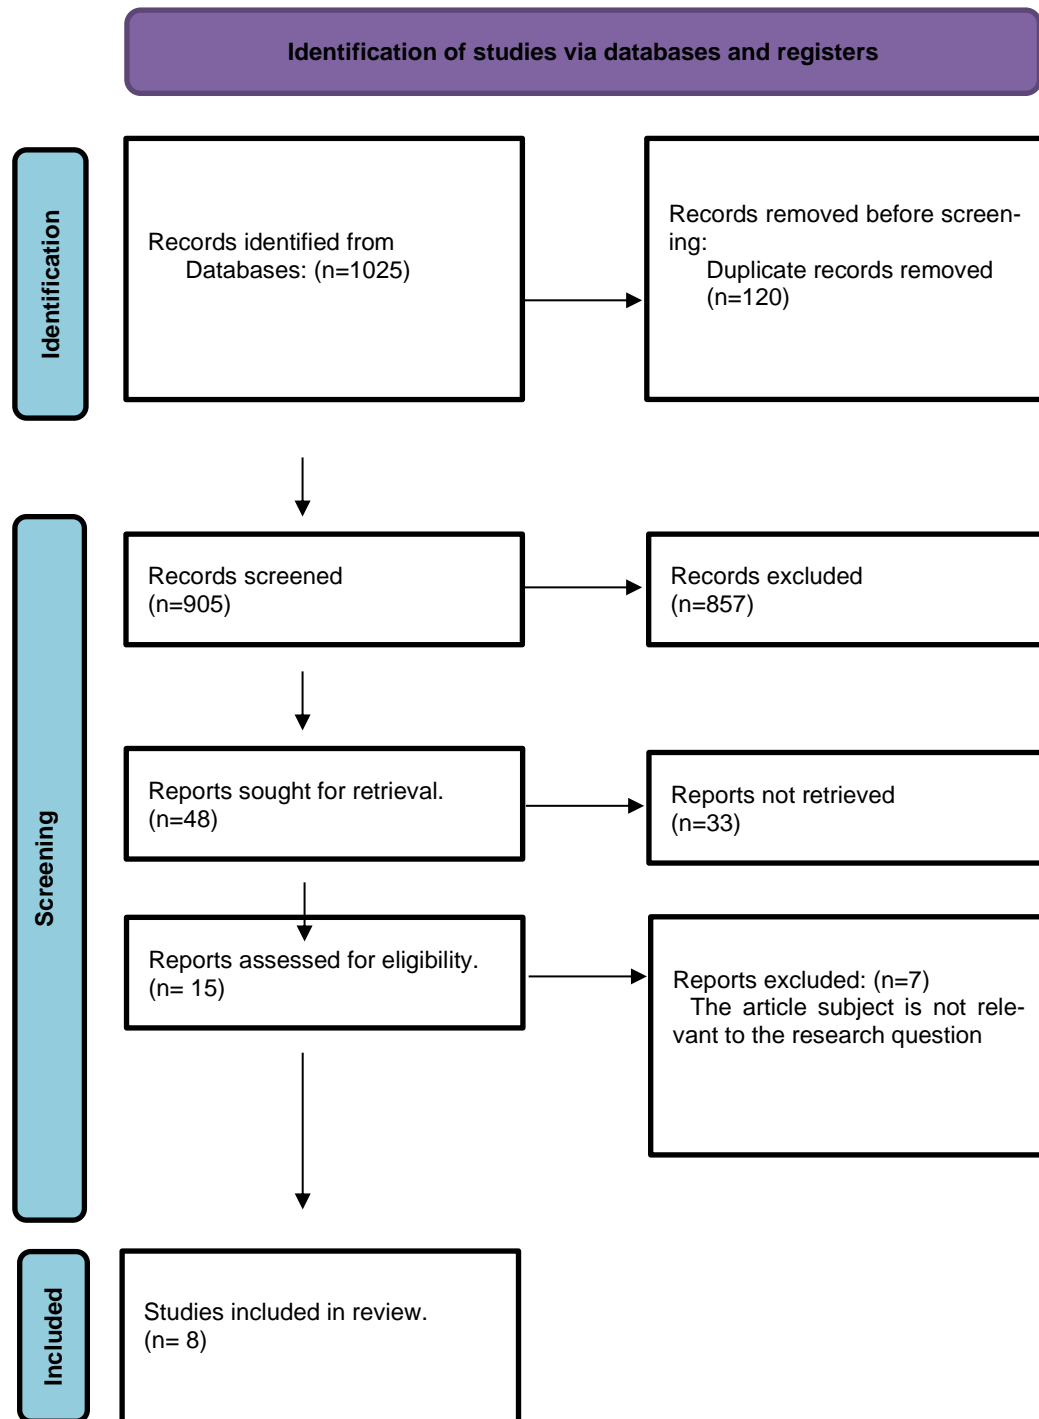 Identification of studies via databases and registers
Identification
Records identified from
Databases: (n=1025)
Records removed before screen-
ing:
Duplicate records removed
(n=120)
Screening
Records screened
(n=905)
Records excluded
(n=857)
Reports sought for retrieval.
(n=48)
Reports not retrieved
(n=33)
Reports assessed for eligibility.
(n= 15)
Reports excluded: (n=7)
The article subject is not rele-
vant to the research question
Included
Studies included in review.
(n= 8)